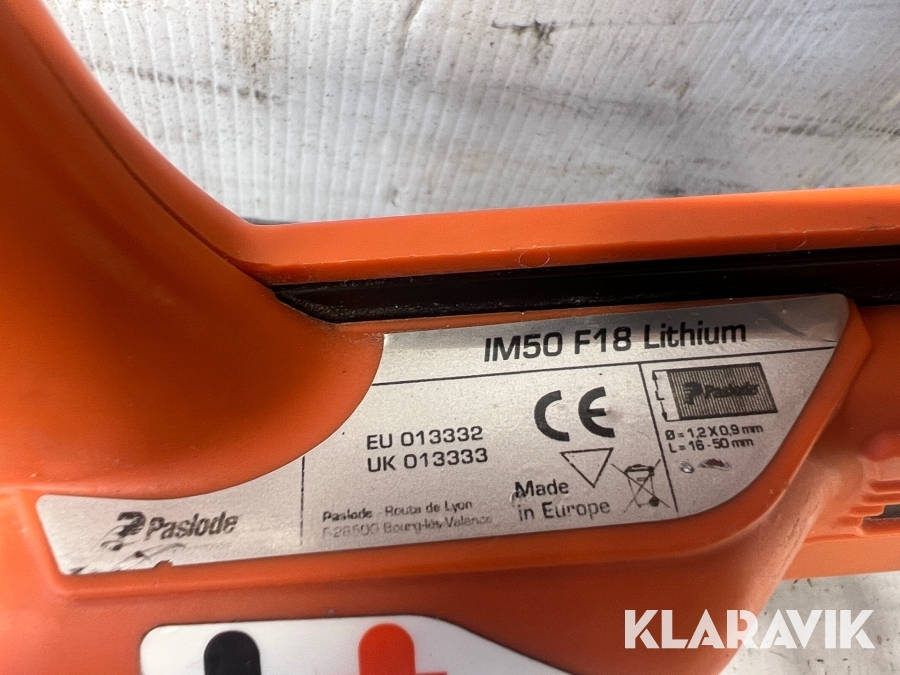 IM50 F18 Lithium
EU 013332
UK 013333
CE
Paslode
Ø = 1,2 X 0,9 mm
L = 16 - 50 mm
Made
in Europe
Paslode - Route de Lyon
Bourg-lès-Valence
Paslode
KLARAVIK